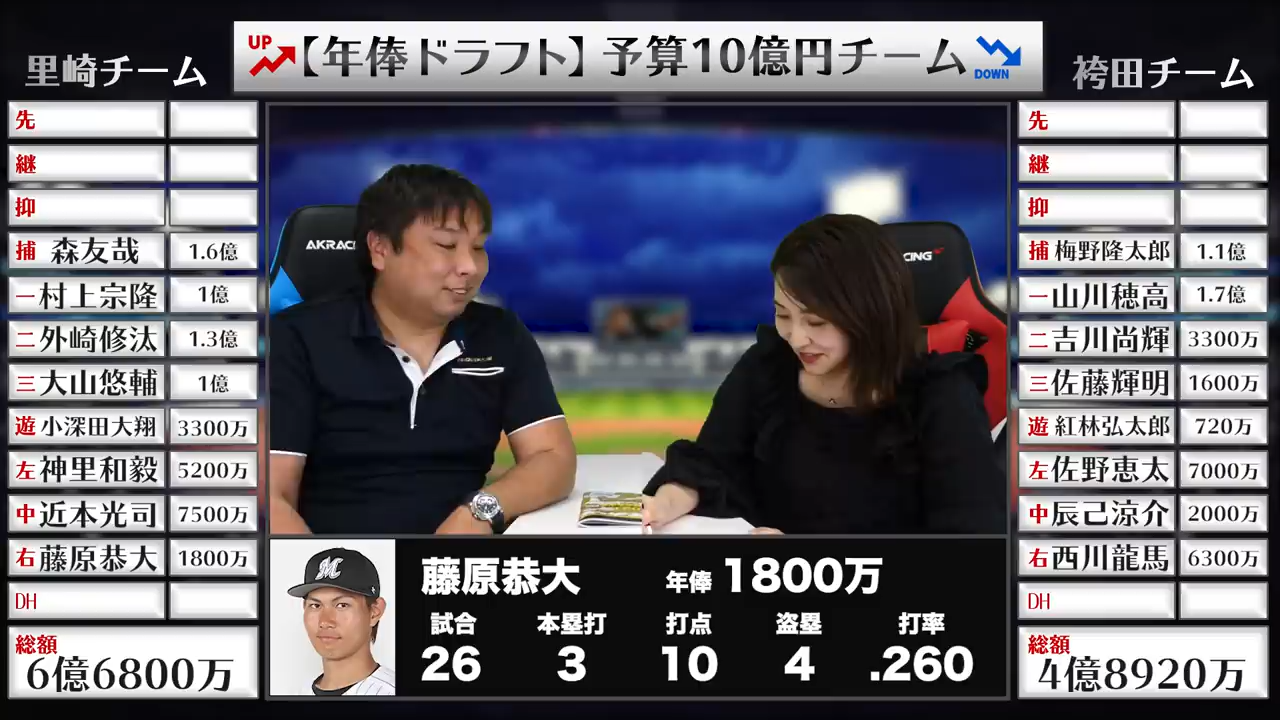 UP
【年俸ドラフト】予算10億円チーム
DOWN
里崎チーム
先
継
抑
捕 森友哉 1.6億
一 村上宗隆 1億
二 外崎修汰 1.3億
三 大山悠輔 1億
遊 小深田大翔 3300万
左 神里和毅 5200万
中 近本光司 7500万
右 藤原恭大 1800万
DH
総額
6億6800万
AKRACI
CING
藤原恭大 年俸 1800万
試合 本塁打 打点 盗塁 打率
26 3 10 4 .260
M
袴田チーム
先
継
抑
捕 梅野隆太郎 1.1億
一 山川穂高 1.7億
二 吉川尚輝 3300万
三 佐藤輝明 1600万
遊 紅林弘太郎 720万
左 佐野恵太 7000万
中 辰己涼介 2000万
右 西川龍馬 6300万
DH
総額
4億8920万